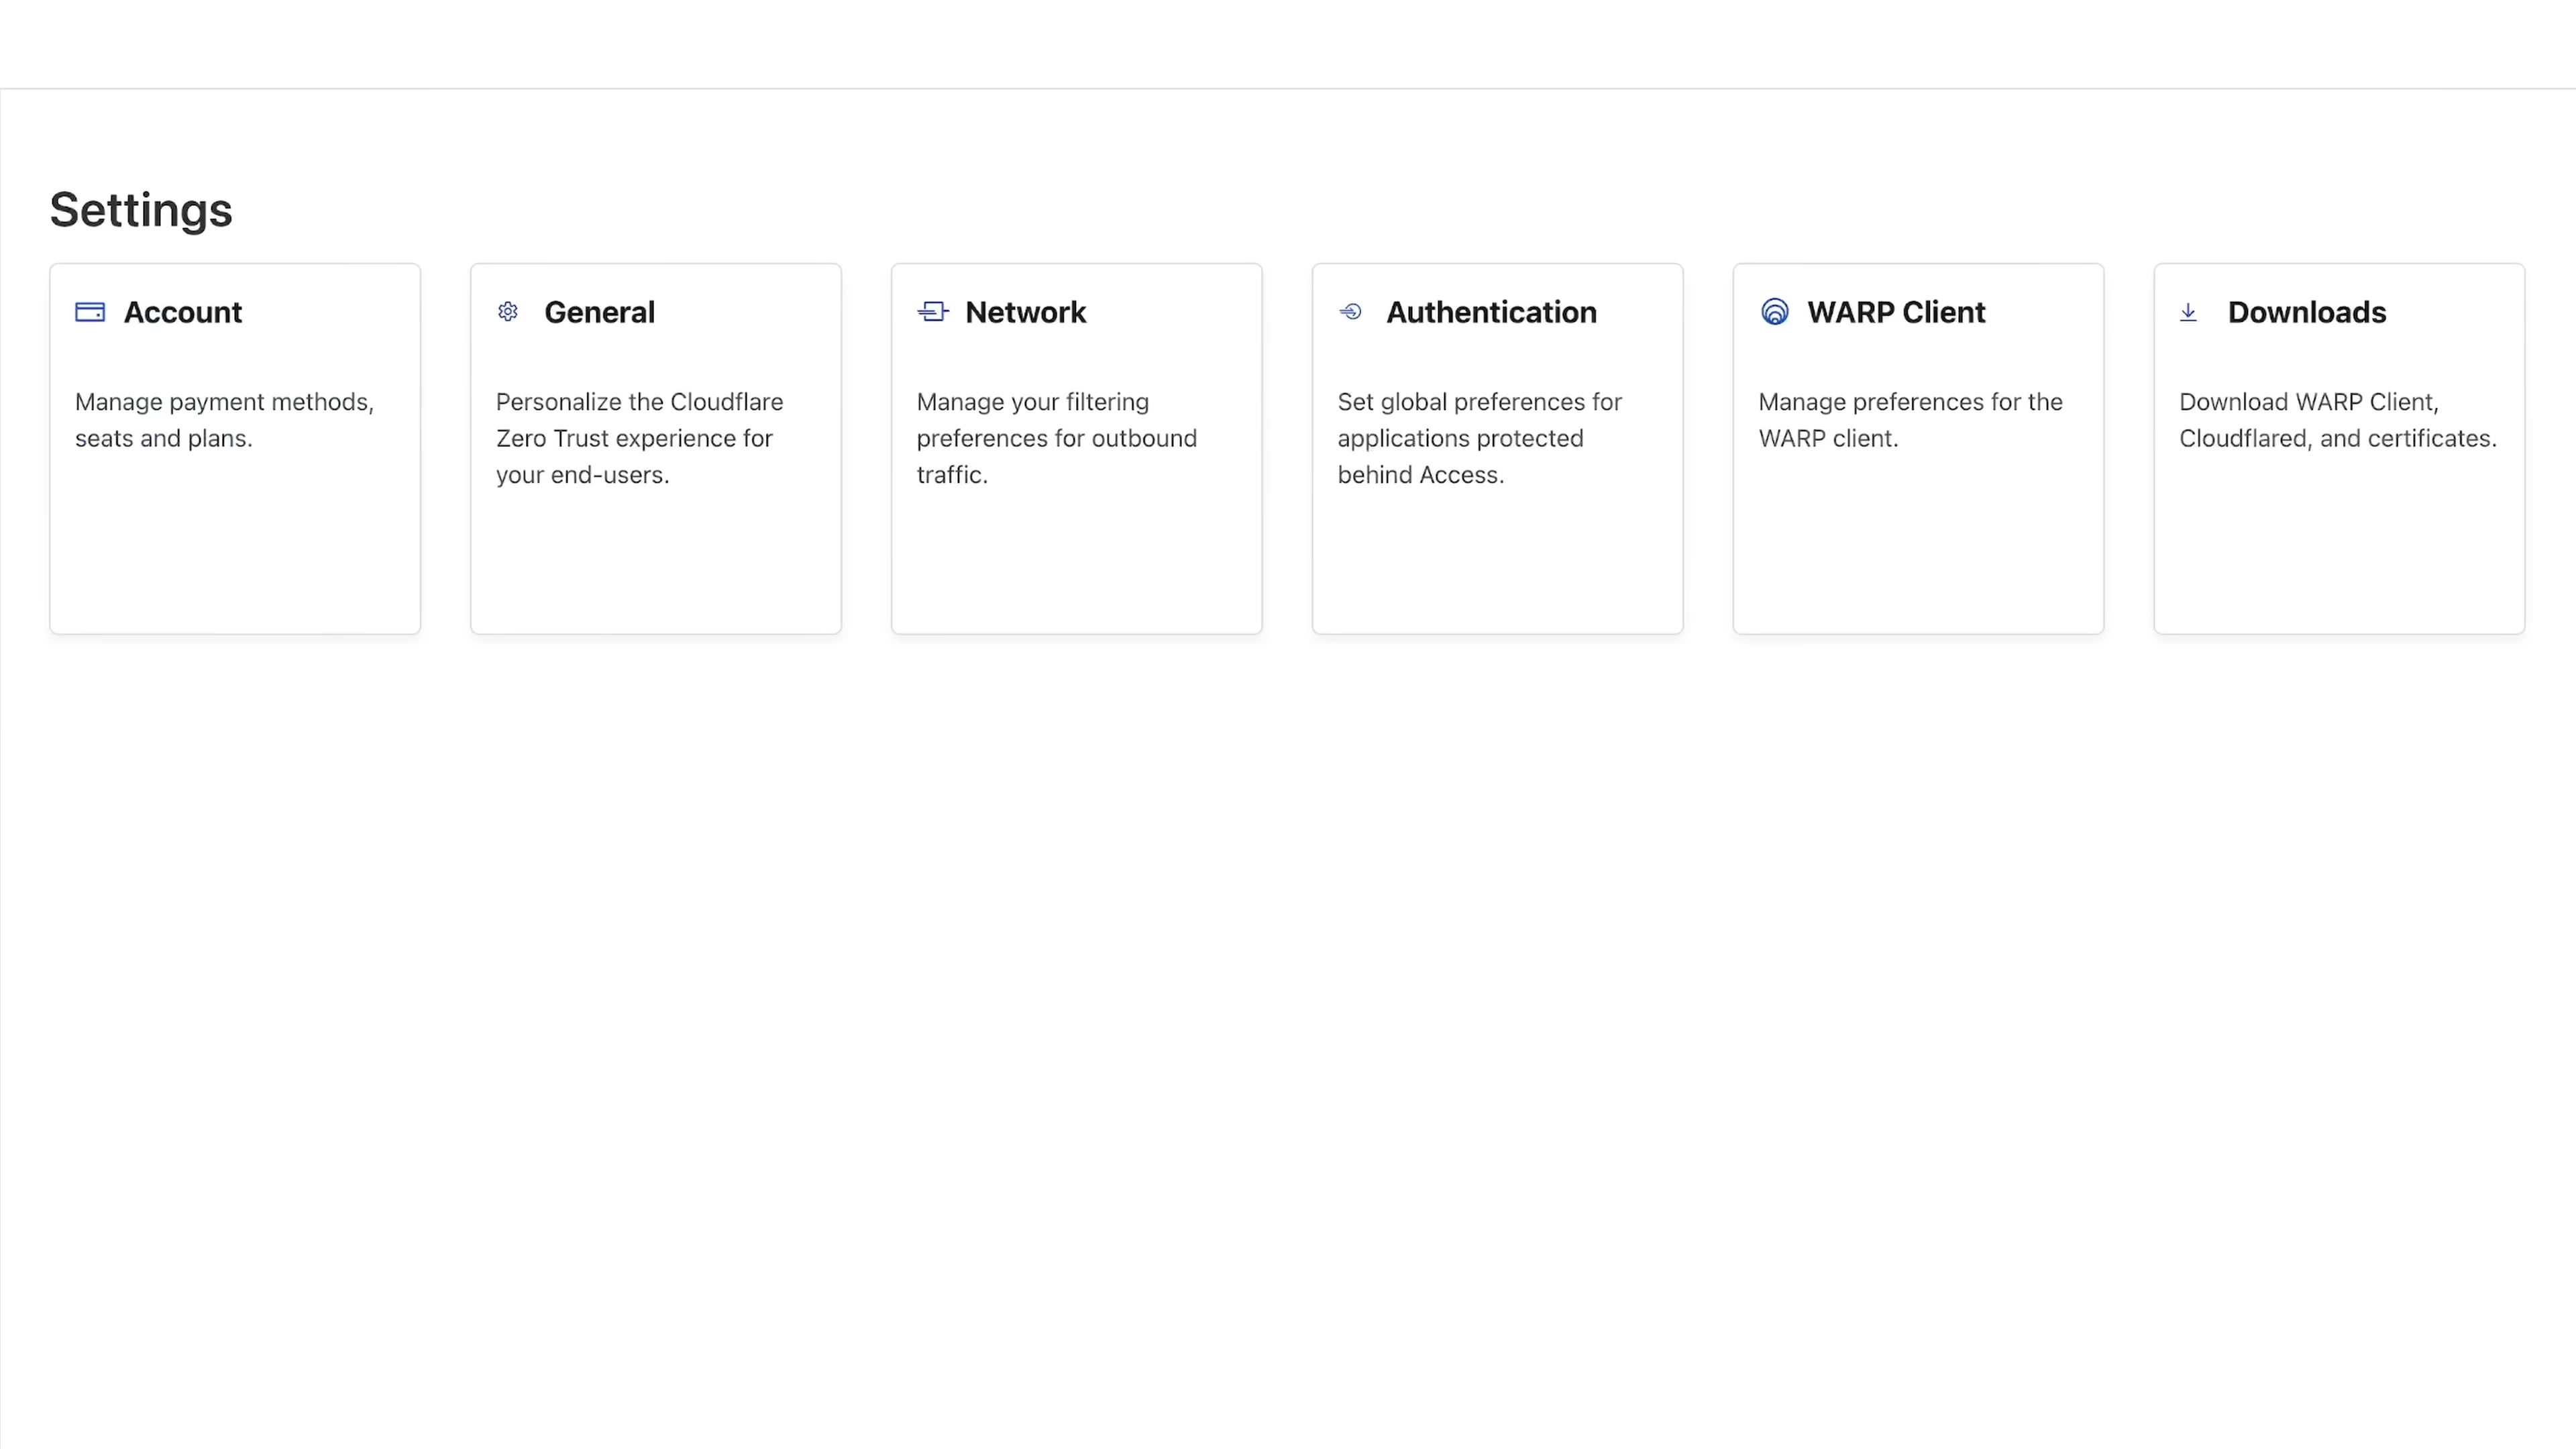 Settings
Account
Manage payment methods,
seats and plans.
General
Personalize the Cloudflare
Zero Trust experience for
your end-users.
Network
Manage your filtering
preferences for outbound
traffic.
Authentication
Set global preferences for
applications protected
behind Access.
WARP Client
Manage preferences for the
WARP client.
Downloads
Download WARP Client,
Cloudflared, and certificates.